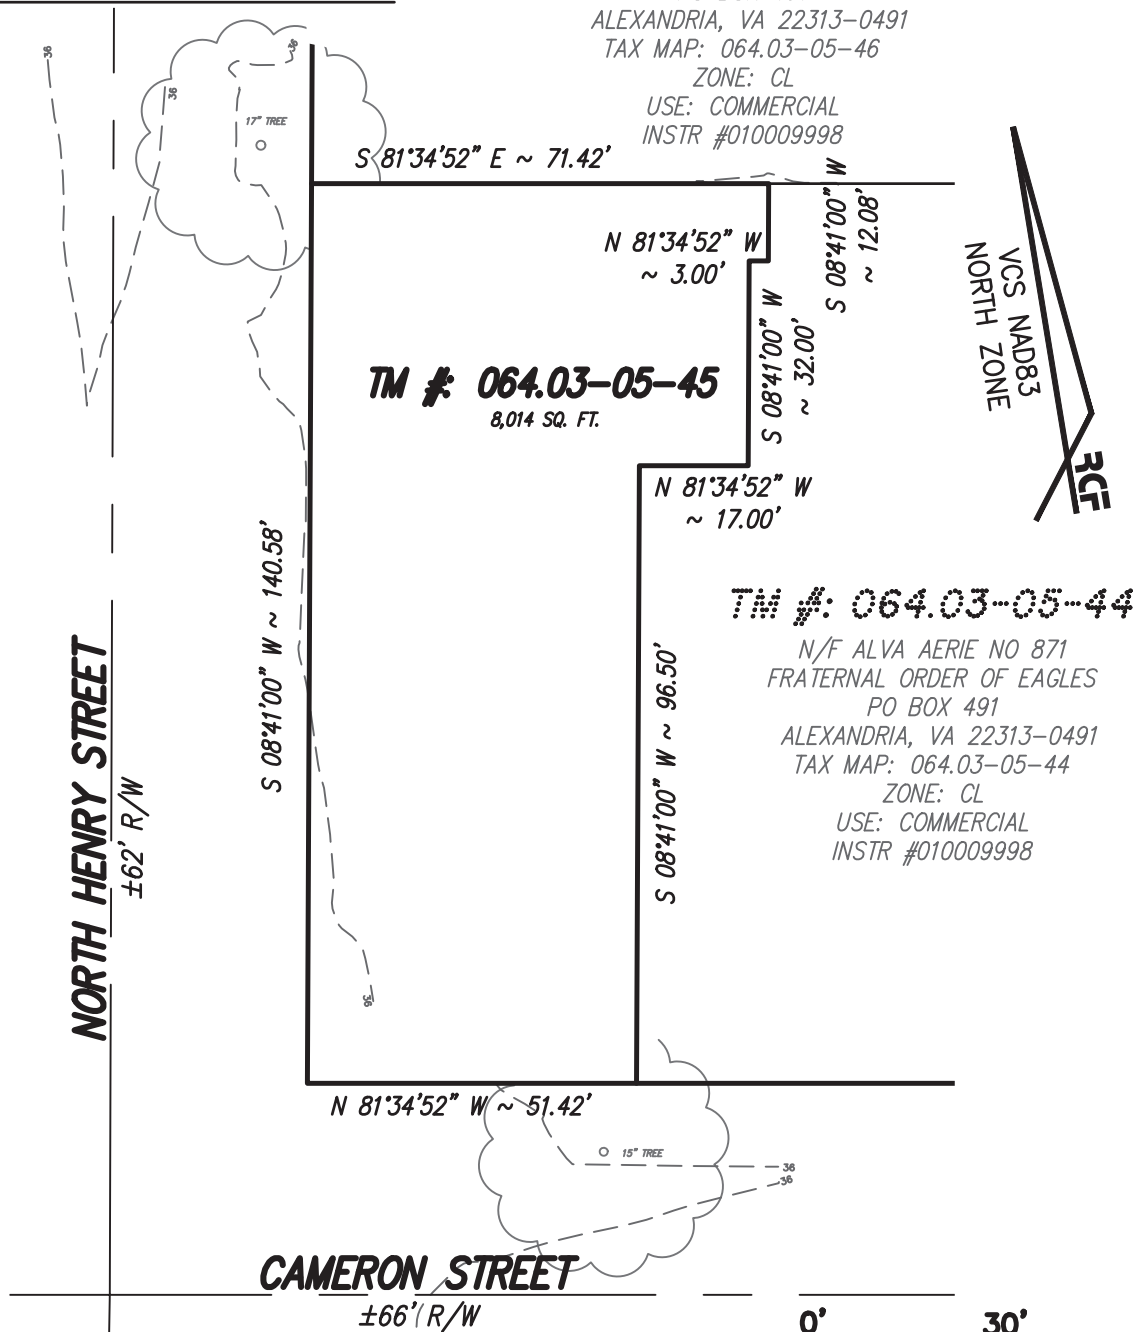 ALEXANDRIA, VA 22313-0491
TAX MAP: 064.03-05-46
ZONE: CL
USE: COMMERCIAL
INSTR #010009998
36
36
36
17" TREE
S 81°34'52" E ~ 71.42'
N 81°34'52" W
~ 3.00'
S 08°41'00" W
~ 12.08'
S 08°41'00" W
~ 32.00'
VCS NAD83
NORTH ZONE
TM #: 064.03-05-45
8,014 SQ. FT.
N 81°34'52" W
~ 17.00'
S 08°41'00" W ~ 140.58'
TM #: 064.03-05-44
N/F ALVA AERIE NO 871
FRATERNAL ORDER OF EAGLES
PO BOX 491
ALEXANDRIA, VA 22313-0491
TAX MAP: 064.03-05-44
ZONE: CL
USE: COMMERCIAL
INSTR #010009998
S 08°41'00" W ~ 96.50'
NORTH HENRY STREET
±62' R/W
36
N 81°34'52" W ~ 51.42'
15" TREE
36
36
CAMERON STREET
±66' R/W
0' 30'